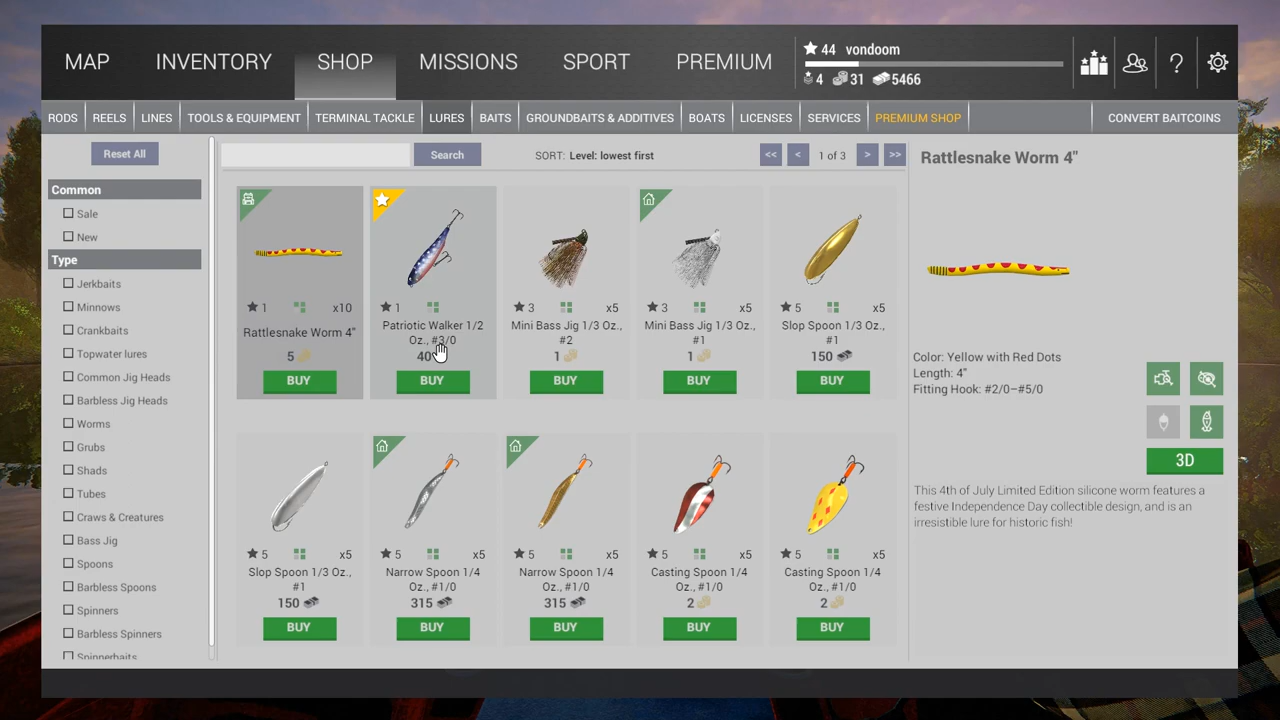 MAP INVENTORY SHOP MISSIONS SPORT PREMIUM
44 vondoom
4 31 5466
?
RODS REELS LINES TOOLS & EQUIPMENT TERMINAL TACKLE LURES BAITS GROUNDBAITS & ADDITIVES BOATS LICENSES SERVICES PREMIUM SHOP CONVERT BAITCOINS
Reset All
Common
Sale
New
Type
Jerkbaits
Minnows
Crankbaits
Topwater lures
Common Jig Heads
Barbless Jig Heads
Worms
Grubs
Shads
Tubes
Craws & Creatures
Bass Jig
Spoons
Barbless Spoons
Spinners
Barbless Spinners
Spinnerbaits
Search SORT: Level: lowest first << < 1 of 3 > >>
1 x10
Rattlesnake Worm 4"
5
BUY
1
Patriotic Walker 1/2
Oz., #3/0
BUY
3 x5
Mini Bass Jig 1/3 Oz.,
#2
1
BUY
3 x5
Mini Bass Jig 1/3 Oz.,
#1
1
BUY
5 x5
Slop Spoon 1/3 Oz.,
#1
150
BUY
5 x5
Slop Spoon 1/3 Oz.,
#1
150
BUY
5 x5
Narrow Spoon 1/4
Oz., #1/0
315
BUY
5 x5
Narrow Spoon 1/4
Oz., #1/0
315
BUY
5 x5
Casting Spoon 1/4
Oz., #1/0
2
BUY
5 x5
Casting Spoon 1/4
Oz., #1/0
2
BUY
Rattlesnake Worm 4"
Color: Yellow with Red Dots
Length: 4"
Fitting Hook: #2/0–#5/0
3D
This 4th of July Limited Edition silicone worm features a
festive Independence Day collectible design, and is an
irresistible lure for historic fish!